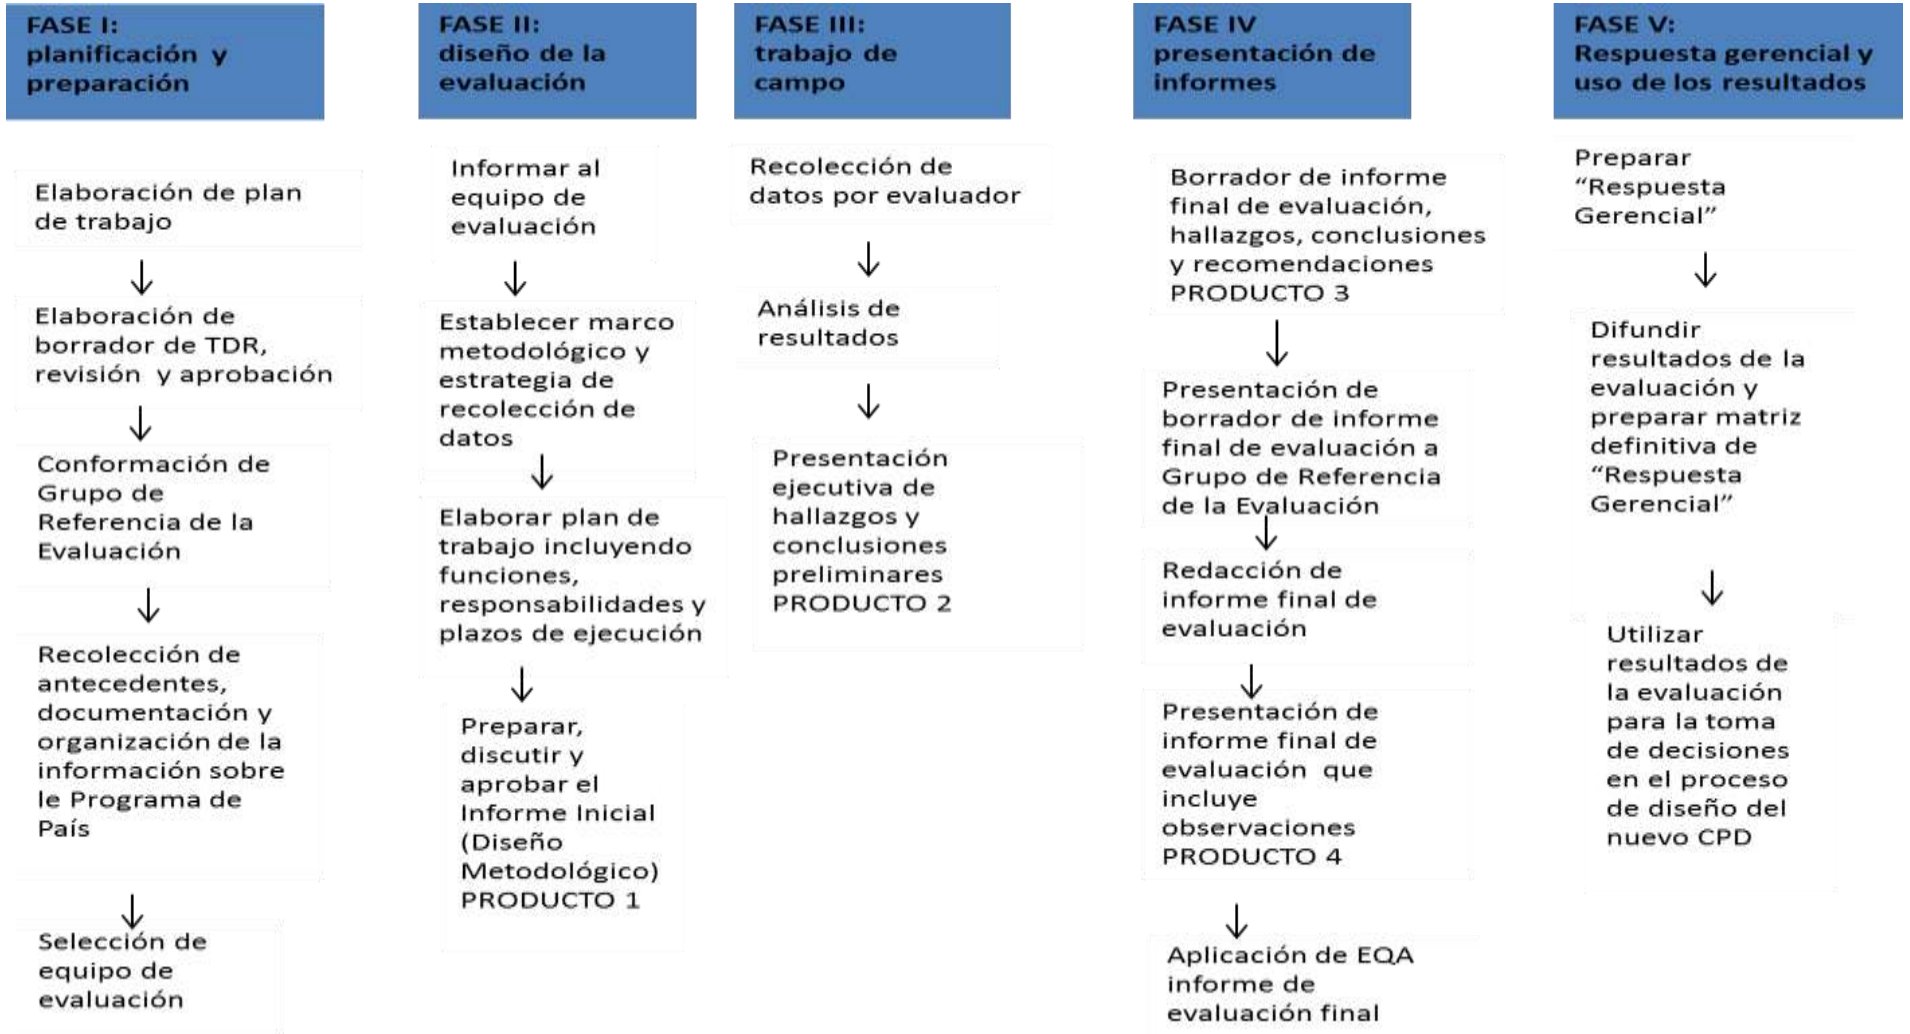 FASE I:
planificación y
preparación
Elaboración de plan
de trabajo
Elaboración de
borrador de TDR,
revisión y aprobación
Conformación de
Grupo de
Referencia de la
Evaluación
Recolección de
antecedentes,
documentación y
organización de la
información sobre
le Programa de
País
Selección de
equipo de
evaluación
FASE II:
diseño de la
evaluación
Informar al
equipo de
evaluación
Establecer marco
metodológico y
estrategia de
recolección de
datos
Elaborar plan de
trabajo incluyendo
funciones,
responsabilidades y
plazos de ejecución
Preparar,
discutir y
aprobar el
Informe Inicial
(Diseño
Metodológico)
PRODUCTO 1
FASE III:
trabajo de
campo
Recolección de
datos por evaluador
Análisis de
resultados
Presentación
ejecutiva de
hallazgos y
conclusiones
preliminares
PRODUCTO 2
FASE IV
presentación de
informes
Borrador de informe
final de evaluación,
hallazgos, conclusiones
y recomendaciones
PRODUCTO 3
Presentación de
borrador de informe
final de evaluación a
Grupo de Referencia
de la Evaluación
Redacción de
informe final de
evaluación
Presentación de
informe final de
evaluación que
incluye
observaciones
PRODUCTO 4
Aplicación de EQA
informe de
evaluación final
FASE V:
Respuesta gerencial y
uso de los resultados
Preparar
“Respuesta
Gerencial”
Difundir
resultados de la
evaluación y
preparar matriz
definitiva de
“Respuesta
Gerencial”
Utilizar
resultados de
la evaluación
para la toma
de decisiones
en el proceso
de diseño del
nuevo CPD